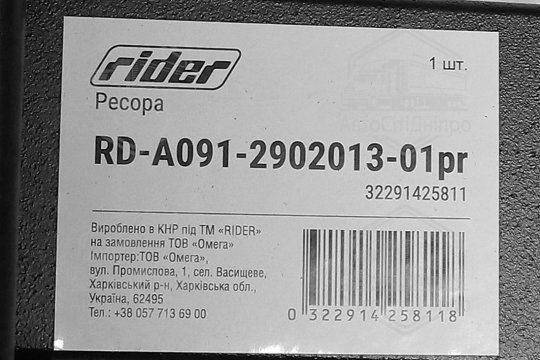 rider
1 шт.
Ресора
АгроСвітДніпро
RD-A091-2902013-01pr
32291425811
Вироблено в КНР під ТМ «RIDER»
на замовлення ТОВ «Омега»
Імпортер:ТОВ «Омега»,
вул. Промислова, 1, сел. Васищеве,
Харківський р-н, Харківська обл.,
Україна, 62495
Тел.: +38 057 713 69 00
0 322914 258118